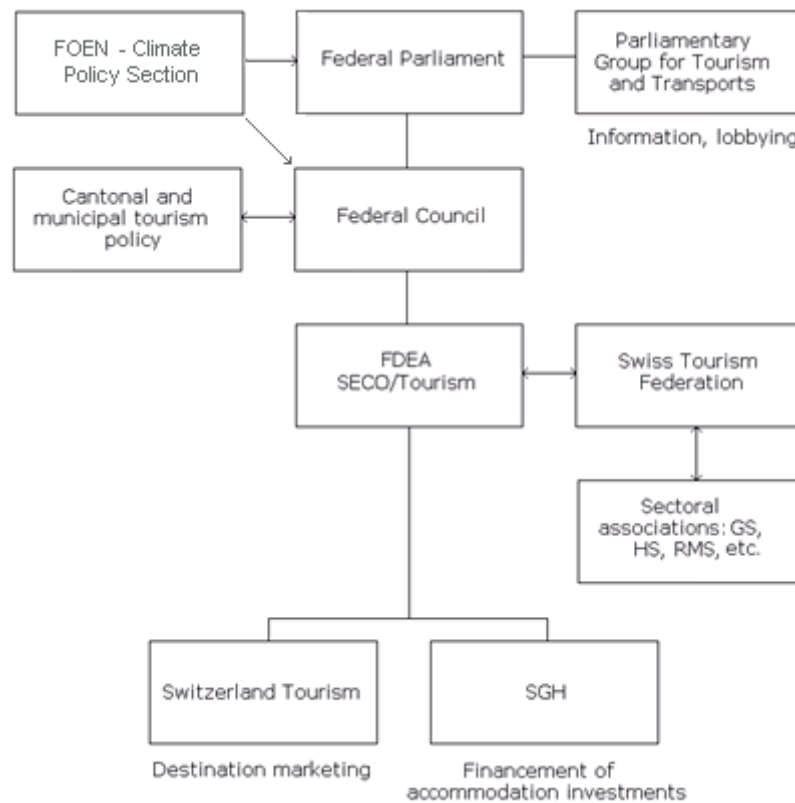 FOEN - Climate
Policy Section
Federal Parliament
Parliamentary
Group for Tourism
and Transports
Information, lobbying
Cantonal and
municipal tourism
policy
Federal Council
FDEA
SECO/Tourism
Swiss Tourism
Federation
Sectoral
associations: GS,
HS, RMS, etc.
Switzerland Tourism
SGH
Destination marketing
Financement of
accommodation investments